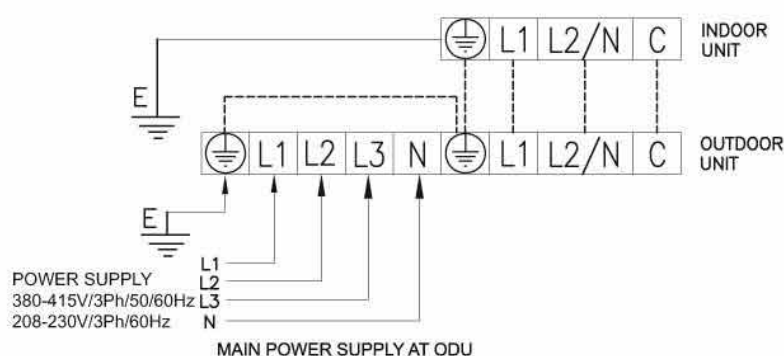 L1 L2/N C
INDOOR
UNIT
E
L1 L2 L3 N L1 L2/N C
OUTDOOR
UNIT
E
L1
POWER SUPPLY L2
380-415V/3Ph/50/60Hz L3
208-230V/3Ph/60Hz N
MAIN POWER SUPPLY AT ODU